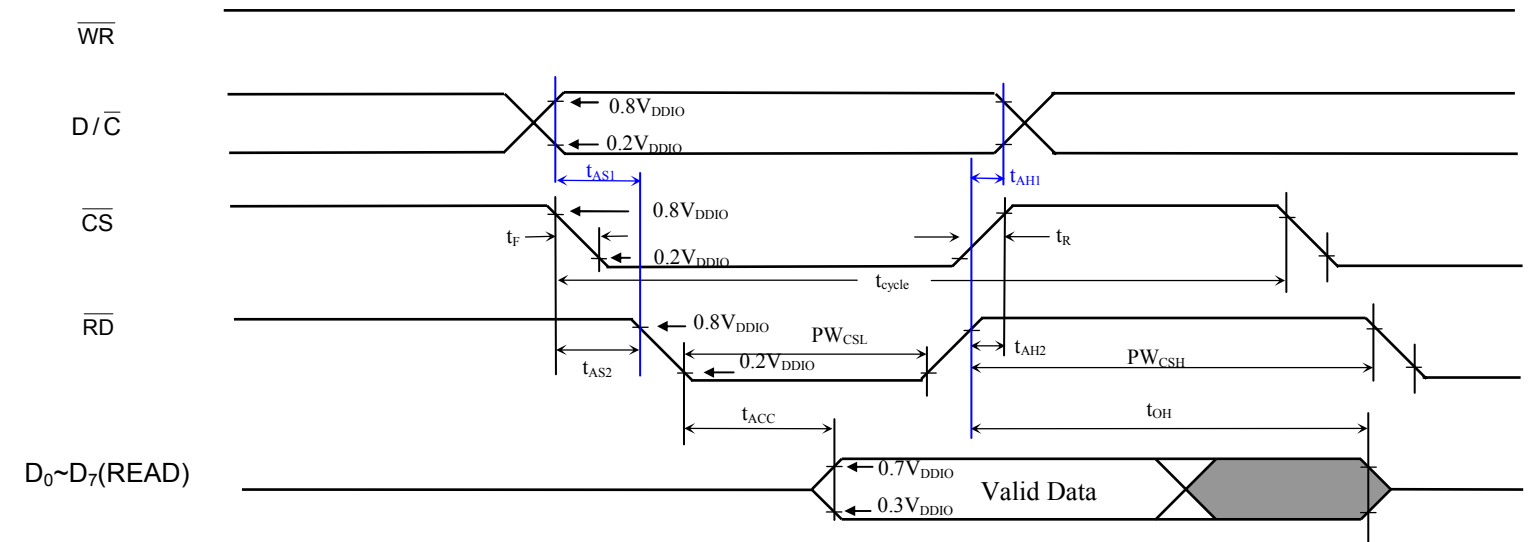 WR
D/C
0.8VDDIO
0.2VDDIO
tAS1
tAH1
CS
0.8VDDIO
tF
tR
0.2VDDIO
tcycle
RD
0.8VDDIO
PWCSL
0.2VDDIO
tAS2
tAH2
PWCSH
tACC
tOH
D0~D7(READ)
0.7VDDIO
Valid Data
0.3VDDIO